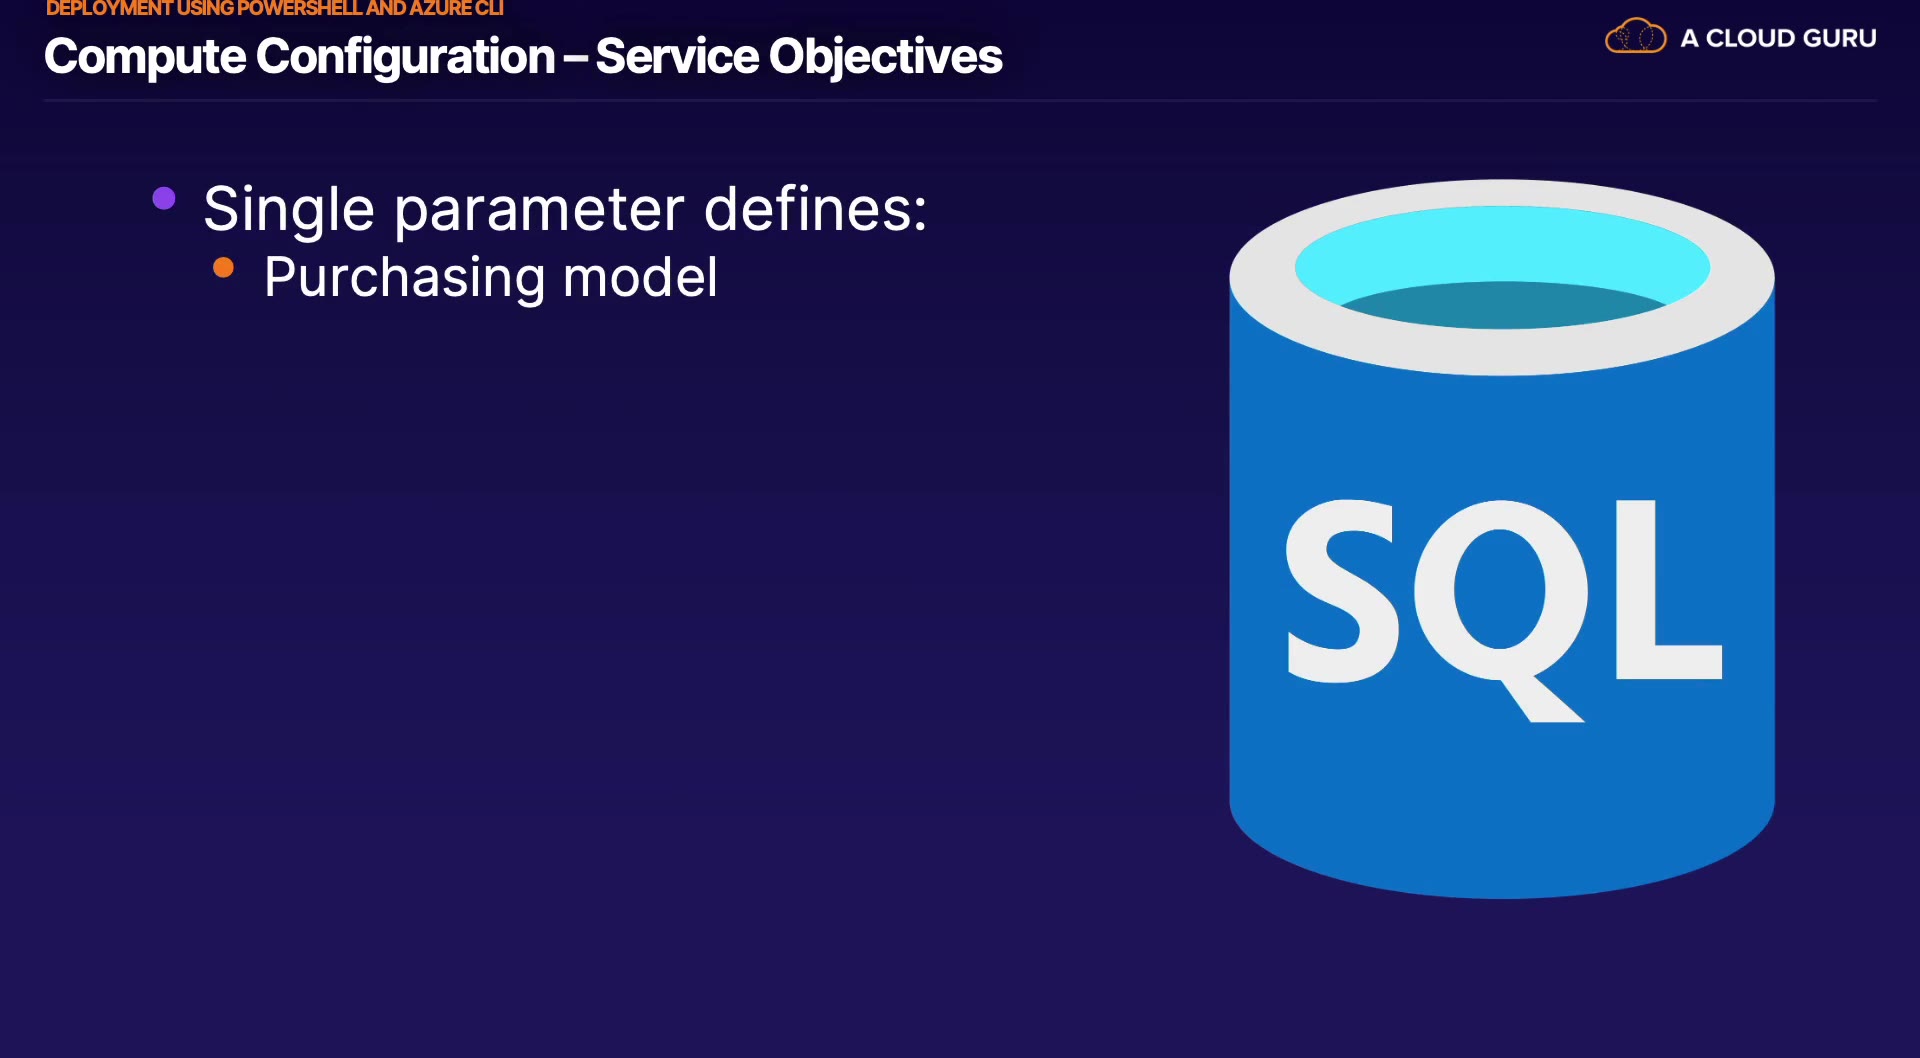 DEPLOYMENT USING POWERSHELL AND AZURE CLI
Compute Configuration – Service Objectives
A CLOUD GURU
Single parameter defines:
Purchasing model
SQL